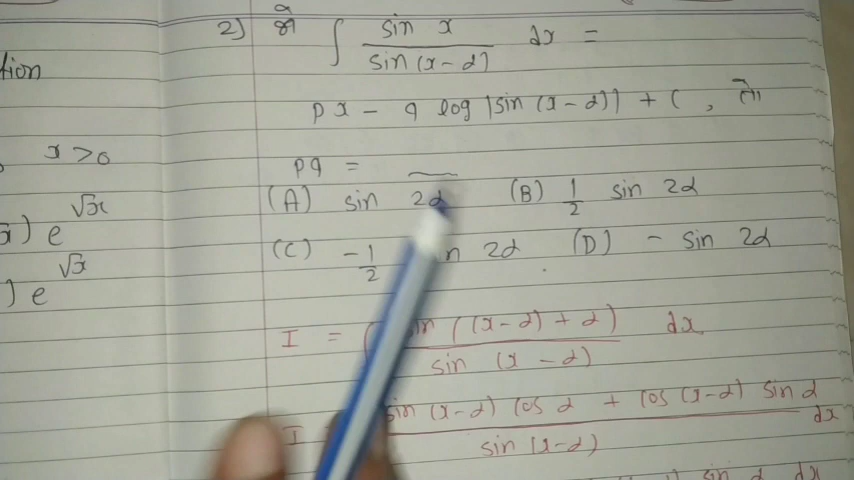 tion
x > 0
e^√x
e^√x
2) જો ∫ sin x / sin (x-α) dx =
px - q log |sin (x-α)| + C, તો
pq = __
(A) sin 2α (B) 1/2 sin 2α
(C) -1/2 2α (D) - sin 2α
I = ((x-α) + α) / sin (x-α) dx
sin (x-α) cos α + cos (x-α) sin α / sin (x-α) dx
sin α dx